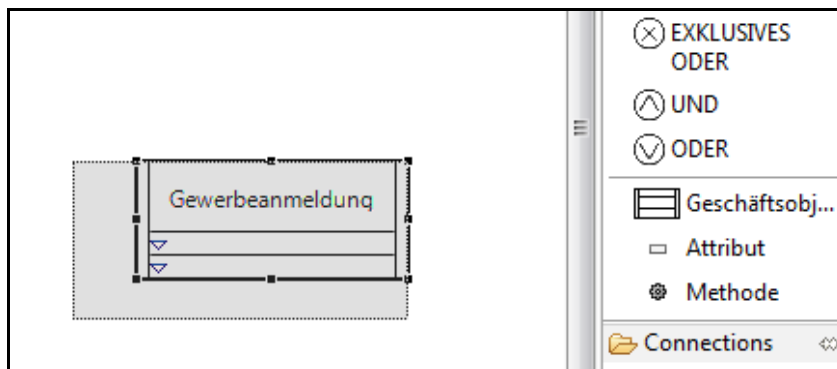 Gewerbeanmeldung
EXKLUSIVES
ODER
UND
ODER
Geschäftsobj...
Attribut
Methode
Connections